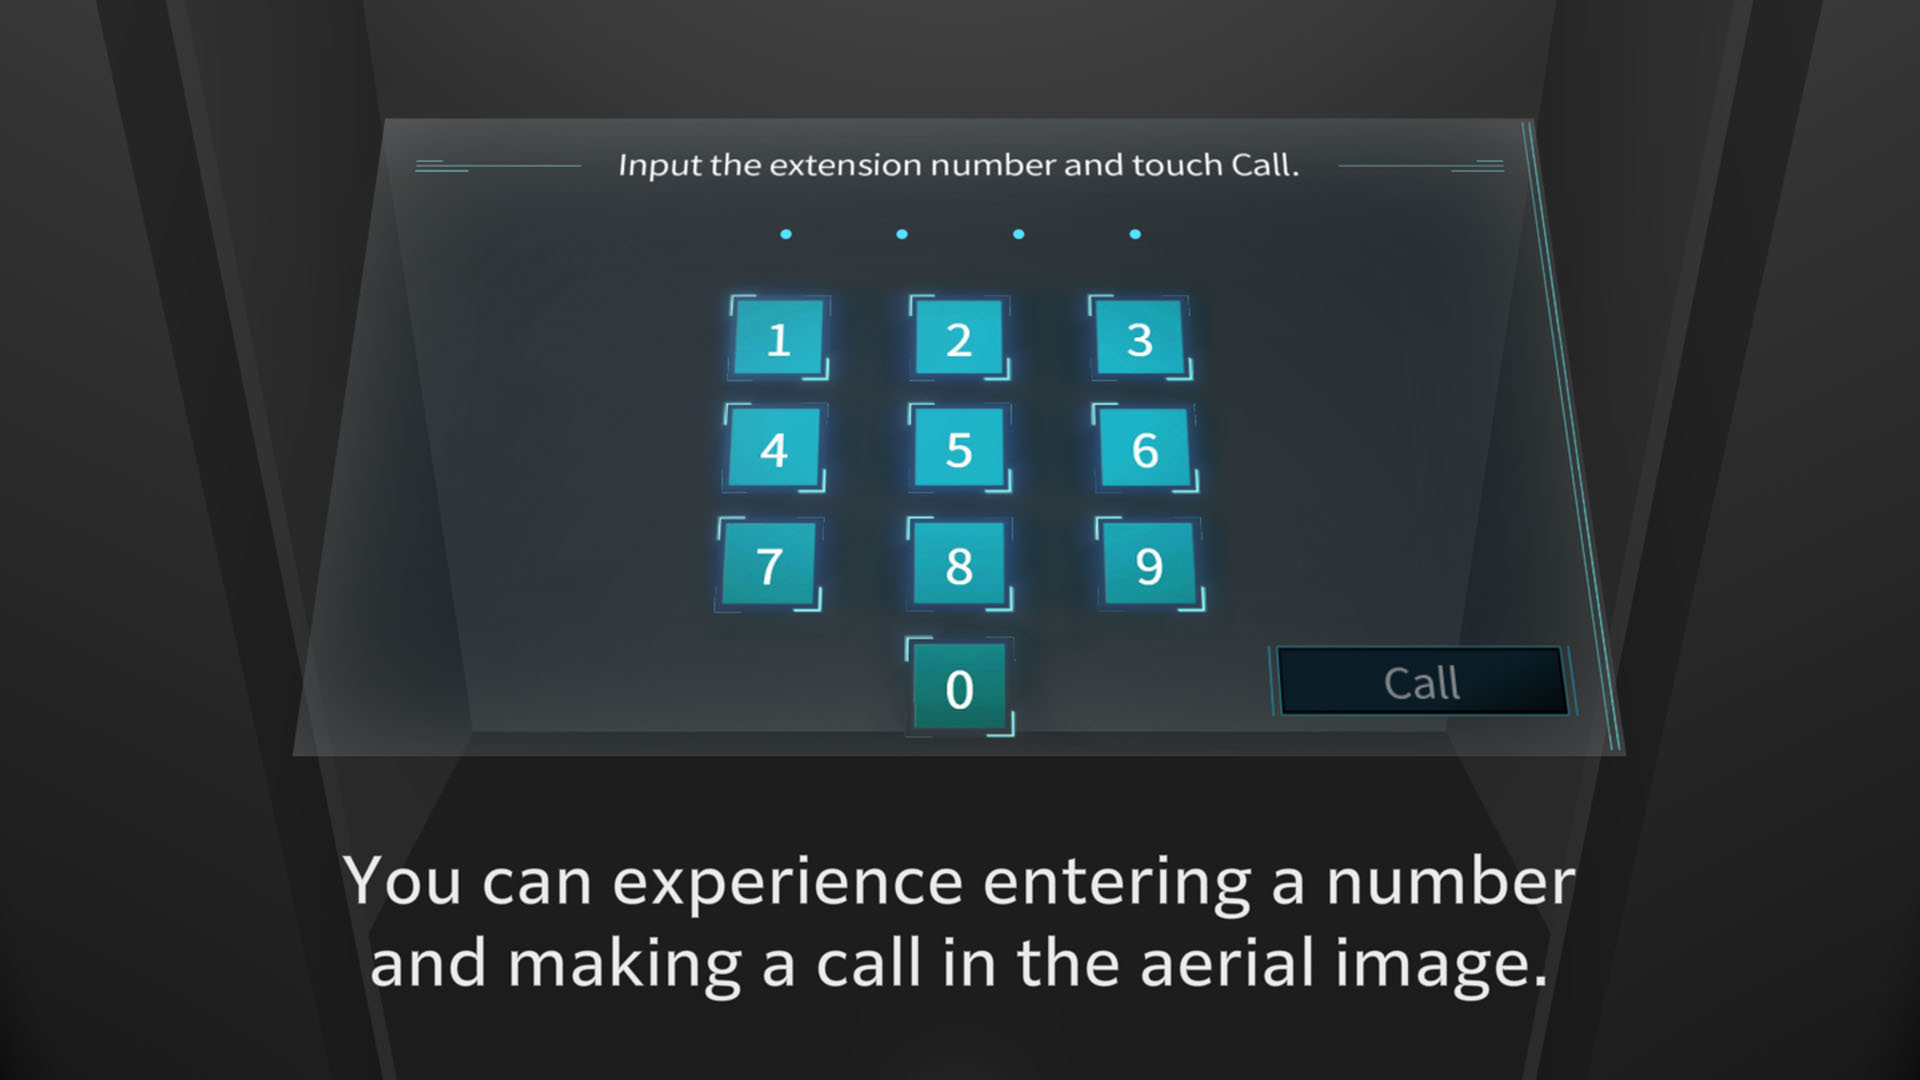 Input the extension number and touch Call.
1 2 3
4 5 6
7 8 9
0
Call
You can experience entering a number
and making a call in the aerial image.